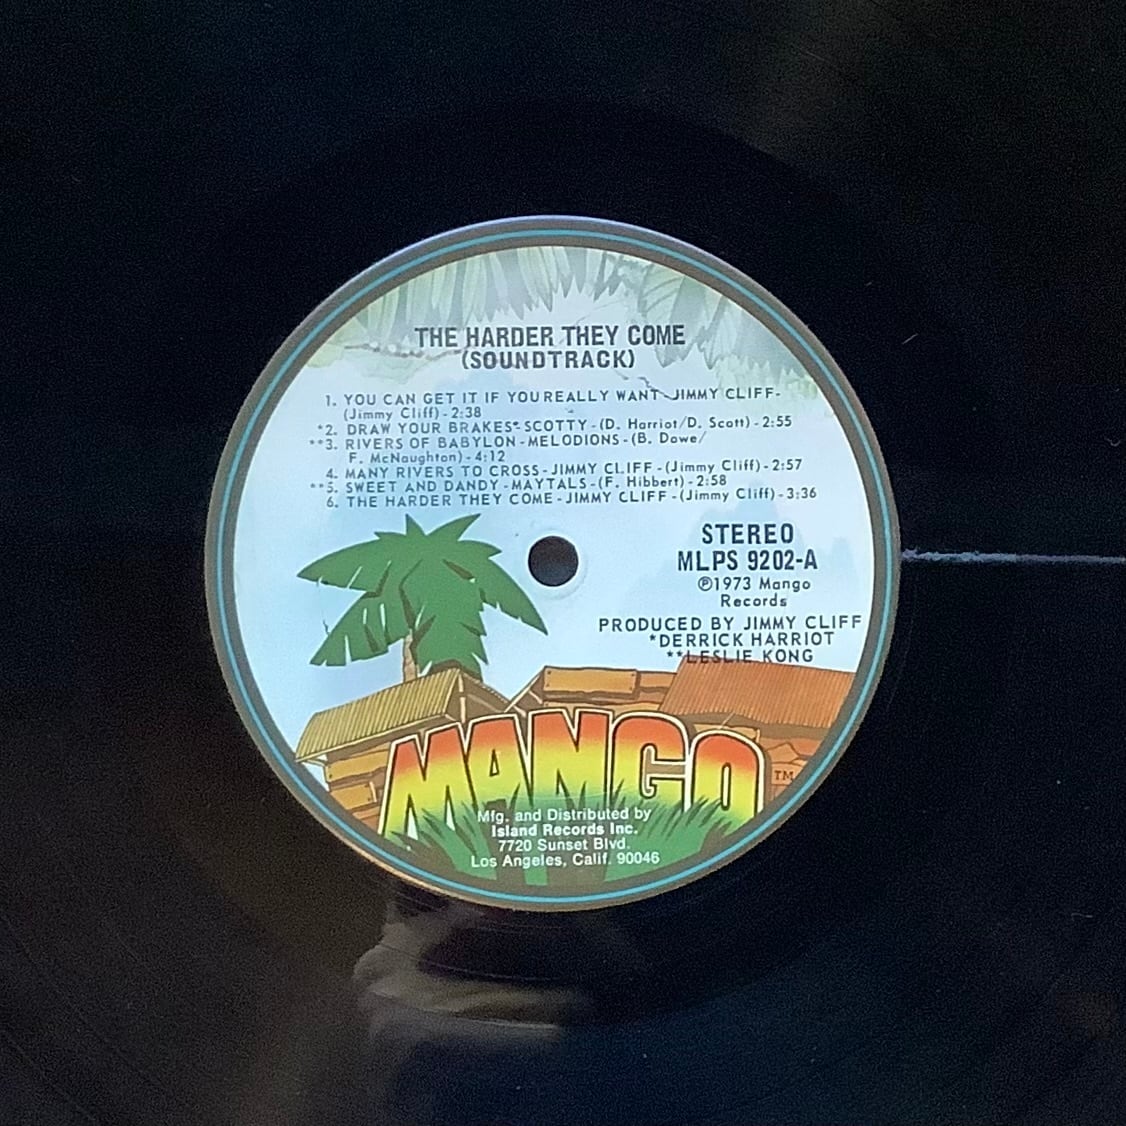 THE HARDER THEY COME
(SOUNDTRACK)
1. YOU CAN GET IT IF YOU REALLY WANT-JIMMY CLIFF-
(Jimmy Cliff)-2:38
*2. DRAW YOUR BRAKES*-SCOTTY-(D. Harriot/D. Scott)-2:55
**3. RIVERS OF BABYLON-MELODIONS-(B. Dowe/
F. McNaughton)-4:12
4. MANY RIVERS TO CROSS-JIMMY CLIFF-(Jimmy Cliff)-2:57
**5. SWEET AND DANDY-MAYTALS-(F. Hibbert)-2:58
6. THE HARDER THEY COME-JIMMY CLIFF-(Jimmy Cliff)-3:36
STEREO
MLPS 9202-A
℗1973 Mango
Records
PRODUCED BY JIMMY CLIFF
*DERRICK HARRIOT
**LESLIE KONG
MANGO TM
Mfg. and Distributed by
Island Records Inc.
7720 Sunset Blvd.
Los Angeles, Calif. 90046